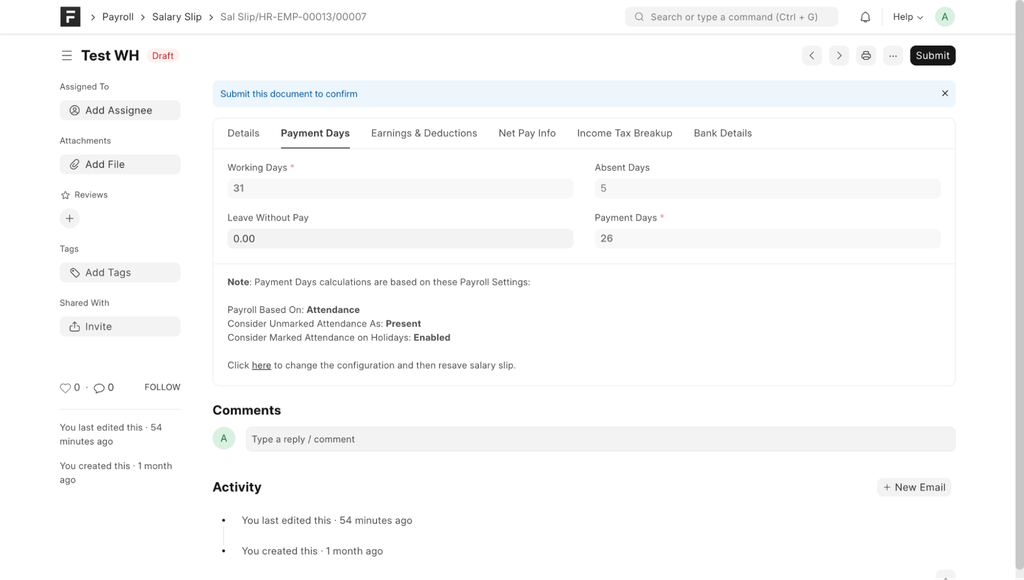 F > Payroll > Salary Slip > Sal Slip/HR-EMP-00013/00007
Search or type a command (Ctrl + G)
Help
A
Test WH
Draft
Submit
Assigned To
Add Assignee
Attachments
Add File
Reviews
+
Tags
Add Tags
Shared With
Invite
0 · 0 FOLLOW
You last edited this · 54
minutes ago
You created this · 1 month
ago
Submit this document to confirm
Details Payment Days Earnings & Deductions Net Pay Info Income Tax Breakup Bank Details
Working Days *
31
Absent Days
5
Leave Without Pay
0.00
Payment Days *
26
Note: Payment Days calculations are based on these Payroll Settings:
Payroll Based On: Attendance
Consider Unmarked Attendance As: Present
Consider Marked Attendance on Holidays: Enabled
Click here to change the configuration and then resave salary slip.
Comments
A
Type a reply / comment
Activity
+ New Email
You last edited this · 54 minutes ago
You created this · 1 month ago